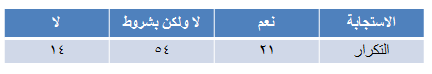 الاستجابة نعم لا ولكن بشروط لا
التكرار ٢١ ٥٤ ١٤